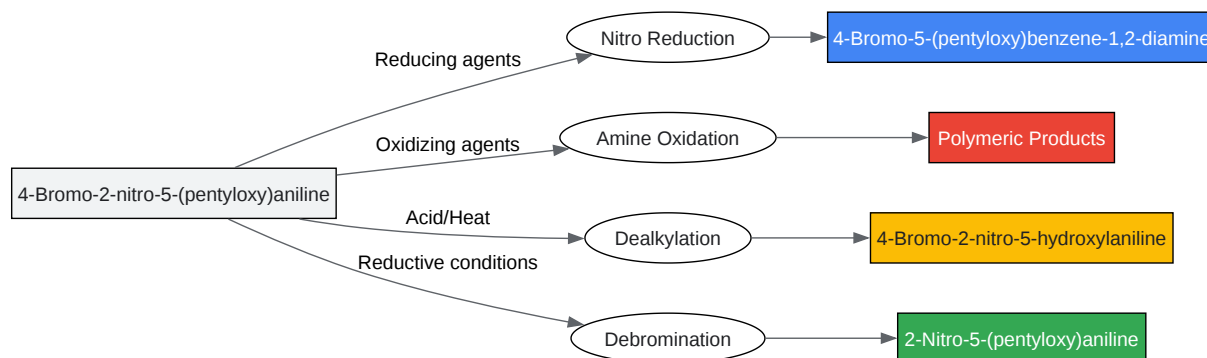 Nitro Reduction
4-Bromo-5-(pentyloxy)benzene-1,2-diamine
Reducing agents
Oxidizing agents
Amine Oxidation
Polymeric Products
4-Bromo-2-nitro-5-(pentyloxy)aniline
Acid/Heat
Dealkylation
4-Bromo-2-nitro-5-hydroxylaniline
Reductive conditions
Debromination
2-Nitro-5-(pentyloxy)aniline